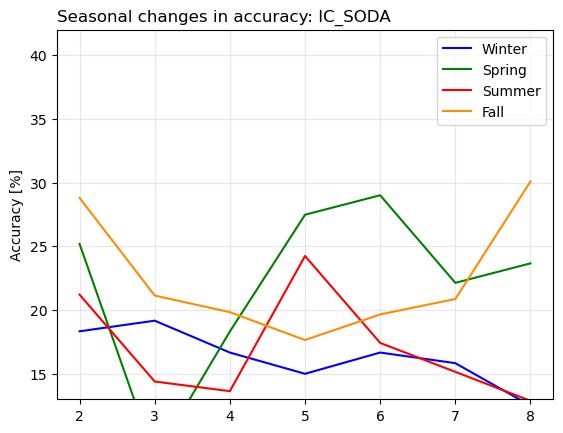 Seasonal changes in accuracy: IC_SODA
40
35
30
25
20
15
Accuracy [%]
Winter
Spring
Summer
Fall
2 3 4 5 6 7 8